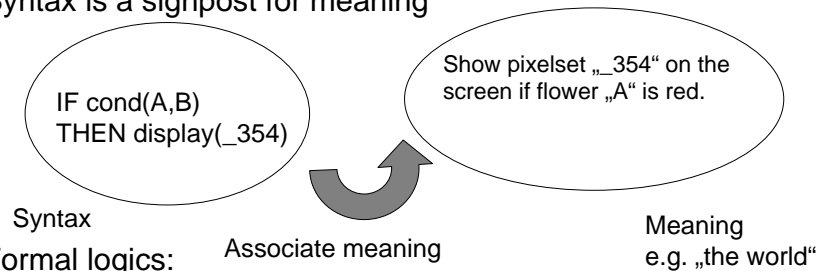 Syntax is a signpost for meaning
IF cond(A,B)
THEN display(_354)
Show pixelset „_354“ on the
screen if flower „A“ is red.
Syntax
Associate meaning
Meaning
e.g. „the world“
Formal logics: